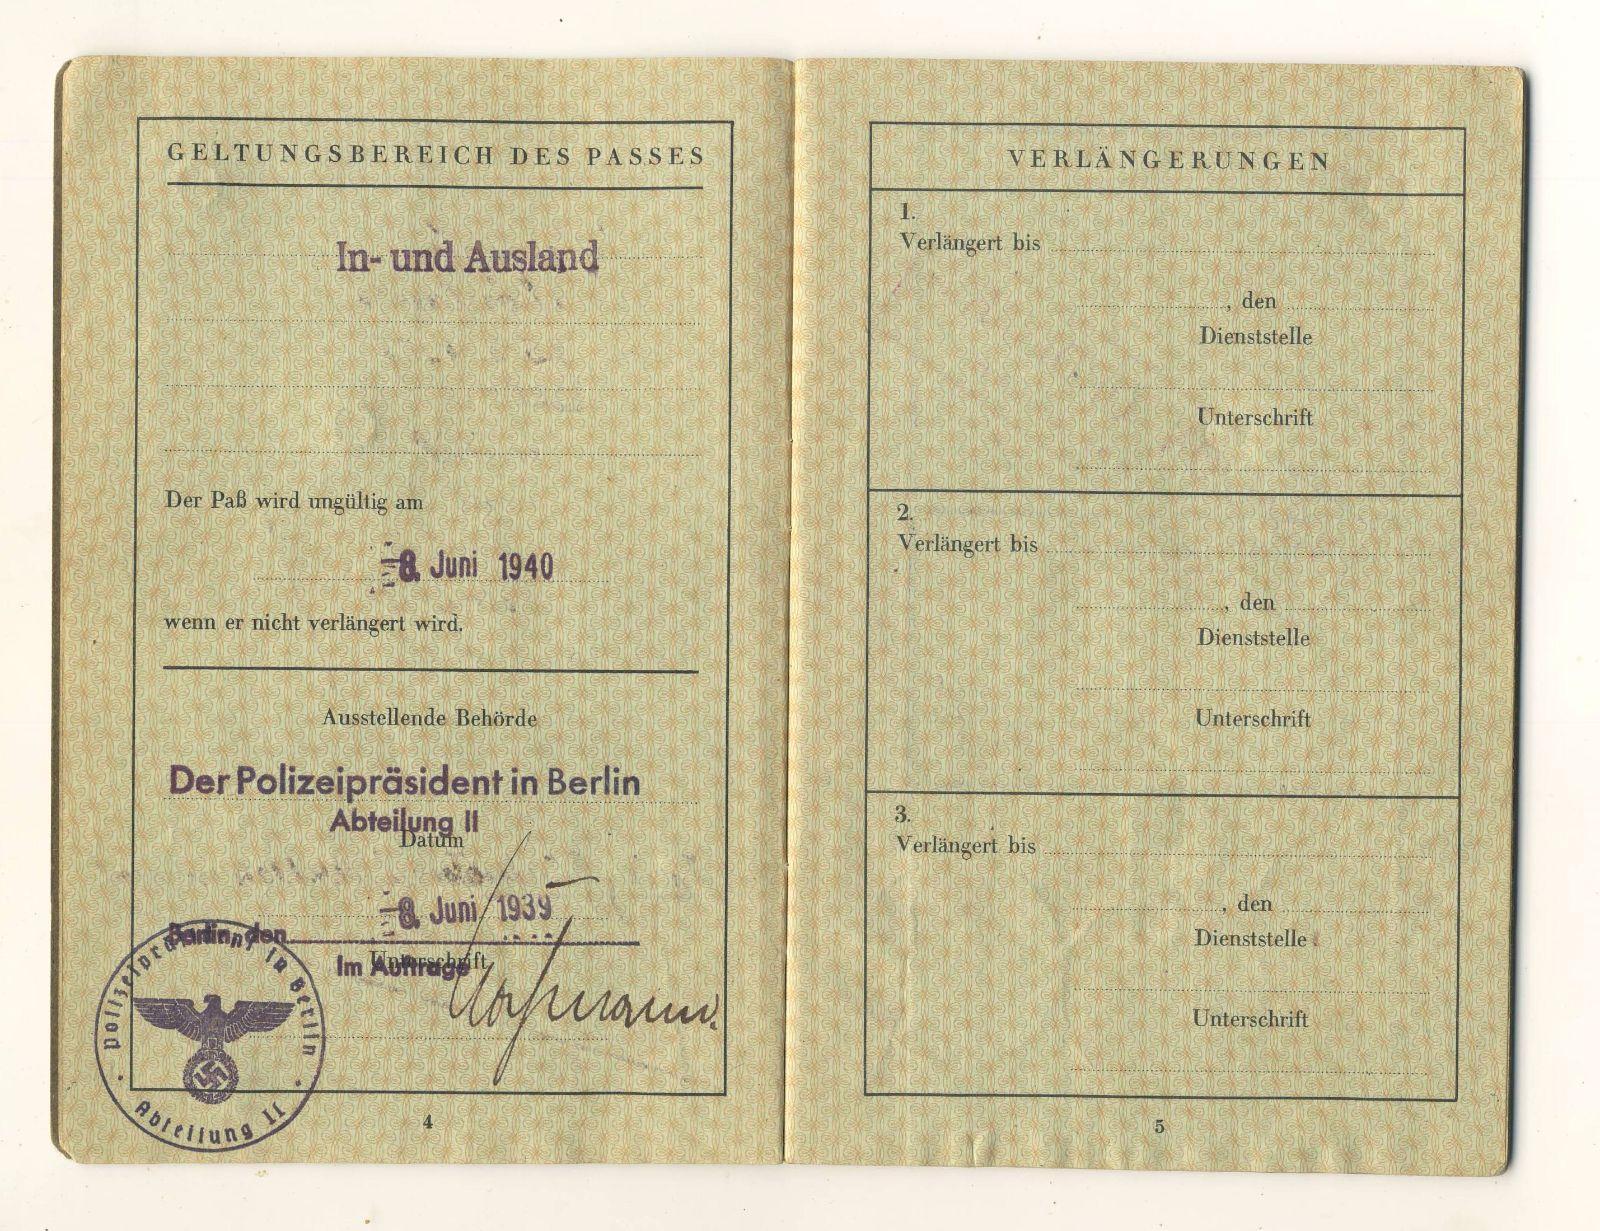 GELTUNGSBEREICH DES PASSES
In- und Ausland
Der Paß wird ungültig am
8. Juni 1940
wenn er nicht verlängert wird.
Ausstellende Behörde
Der Polizeipräsident in Berlin
Abteilung II
Datum
8. Juni 1939
Berlin, den
Unterschrift
Im Auftrage
Polizeipräsident in Berlin
Abteilung II
4
VERLÄNGERUNGEN
1.
Verlängert bis
, den
Dienststelle
Unterschrift
2.
Verlängert bis
, den
Dienststelle
Unterschrift
3.
Verlängert bis
, den
Dienststelle
Unterschrift
5